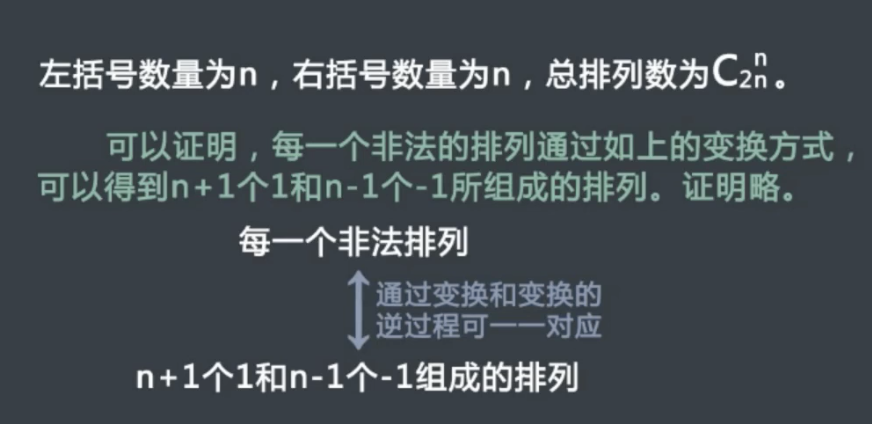 左括号数量为n，右括号数量为n，总排列数为C₂ₙⁿ。
可以证明，每一个非法的排列通过如上的变换方式，
可以得到n+1个1和n-1个-1所组成的排列。证明略。
每一个非法排列
通过变换和变换的
逆过程可一一对应
n+1个1和n-1个-1组成的排列